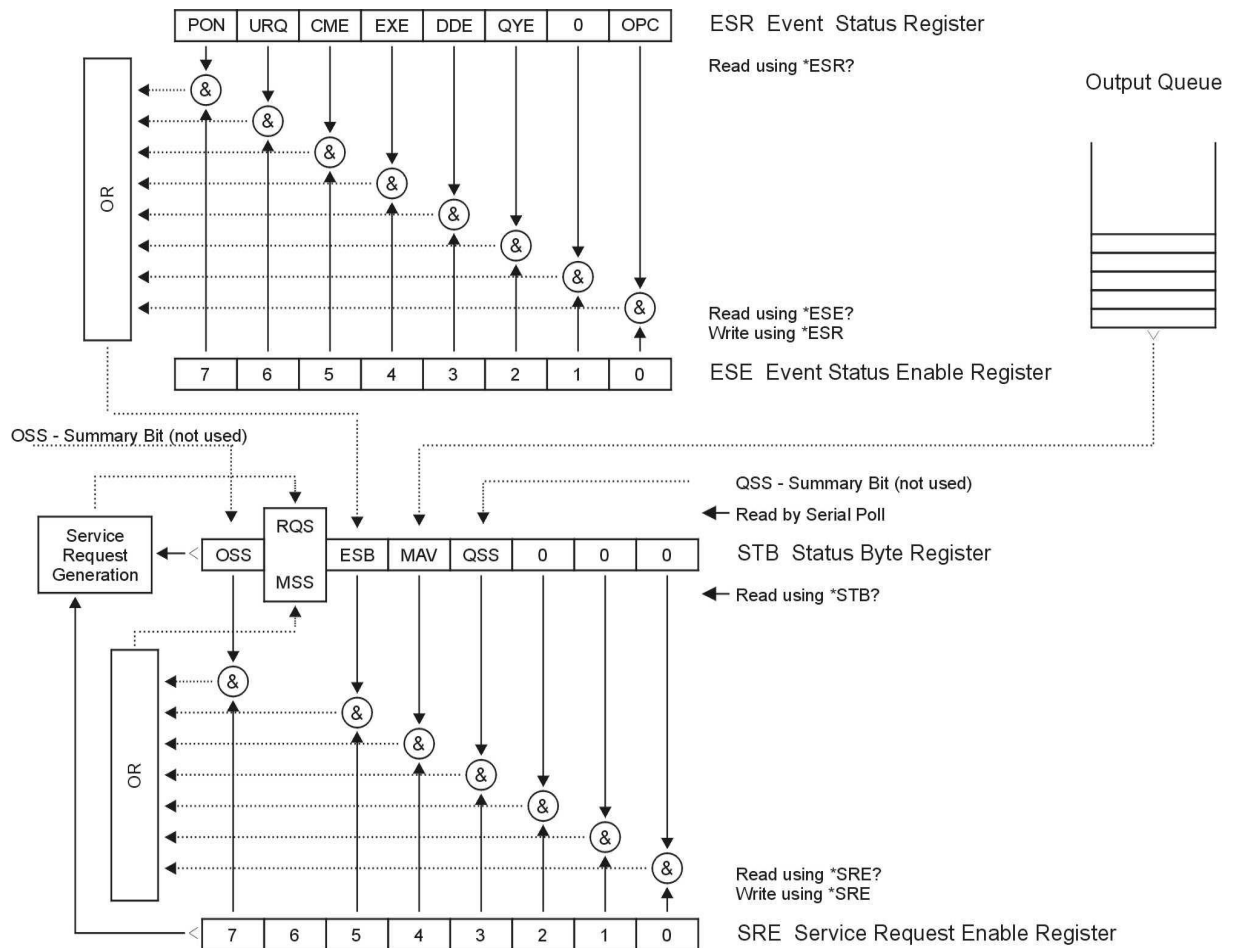 PON URQ CME EXE DDE QYE 0 OPC
ESR Event Status Register
Read using *ESR?
Output Queue
&
&
&
&
&
&
&
&
OR
Read using *ESE?
Write using *ESR
7 6 5 4 3 2 1 0
ESE Event Status Enable Register
OSS - Summary Bit (not used)
QSS - Summary Bit (not used)
Read by Serial Poll
Service
Request
Generation
OSS
RQS
MSS
ESB MAV QSS 0 0 0
STB Status Byte Register
Read using *STB?
&
&
&
&
&
&
&
OR
Read using *SRE?
Write using *SRE
7 6 5 4 3 2 1 0
SRE Service Request Enable Register